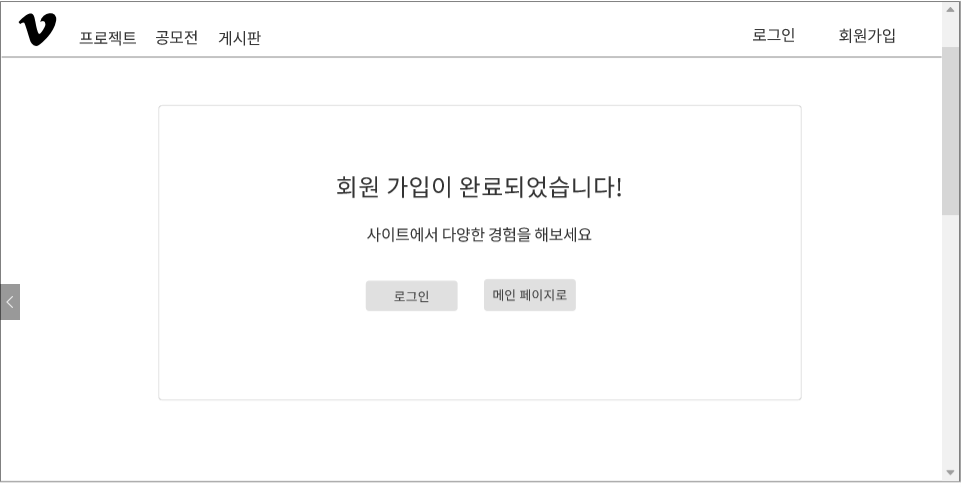 프로젝트 공모전 게시판 로그인 회원가입
회원 가입이 완료되었습니다!
사이트에서 다양한 경험을 해보세요
로그인 메인 페이지로